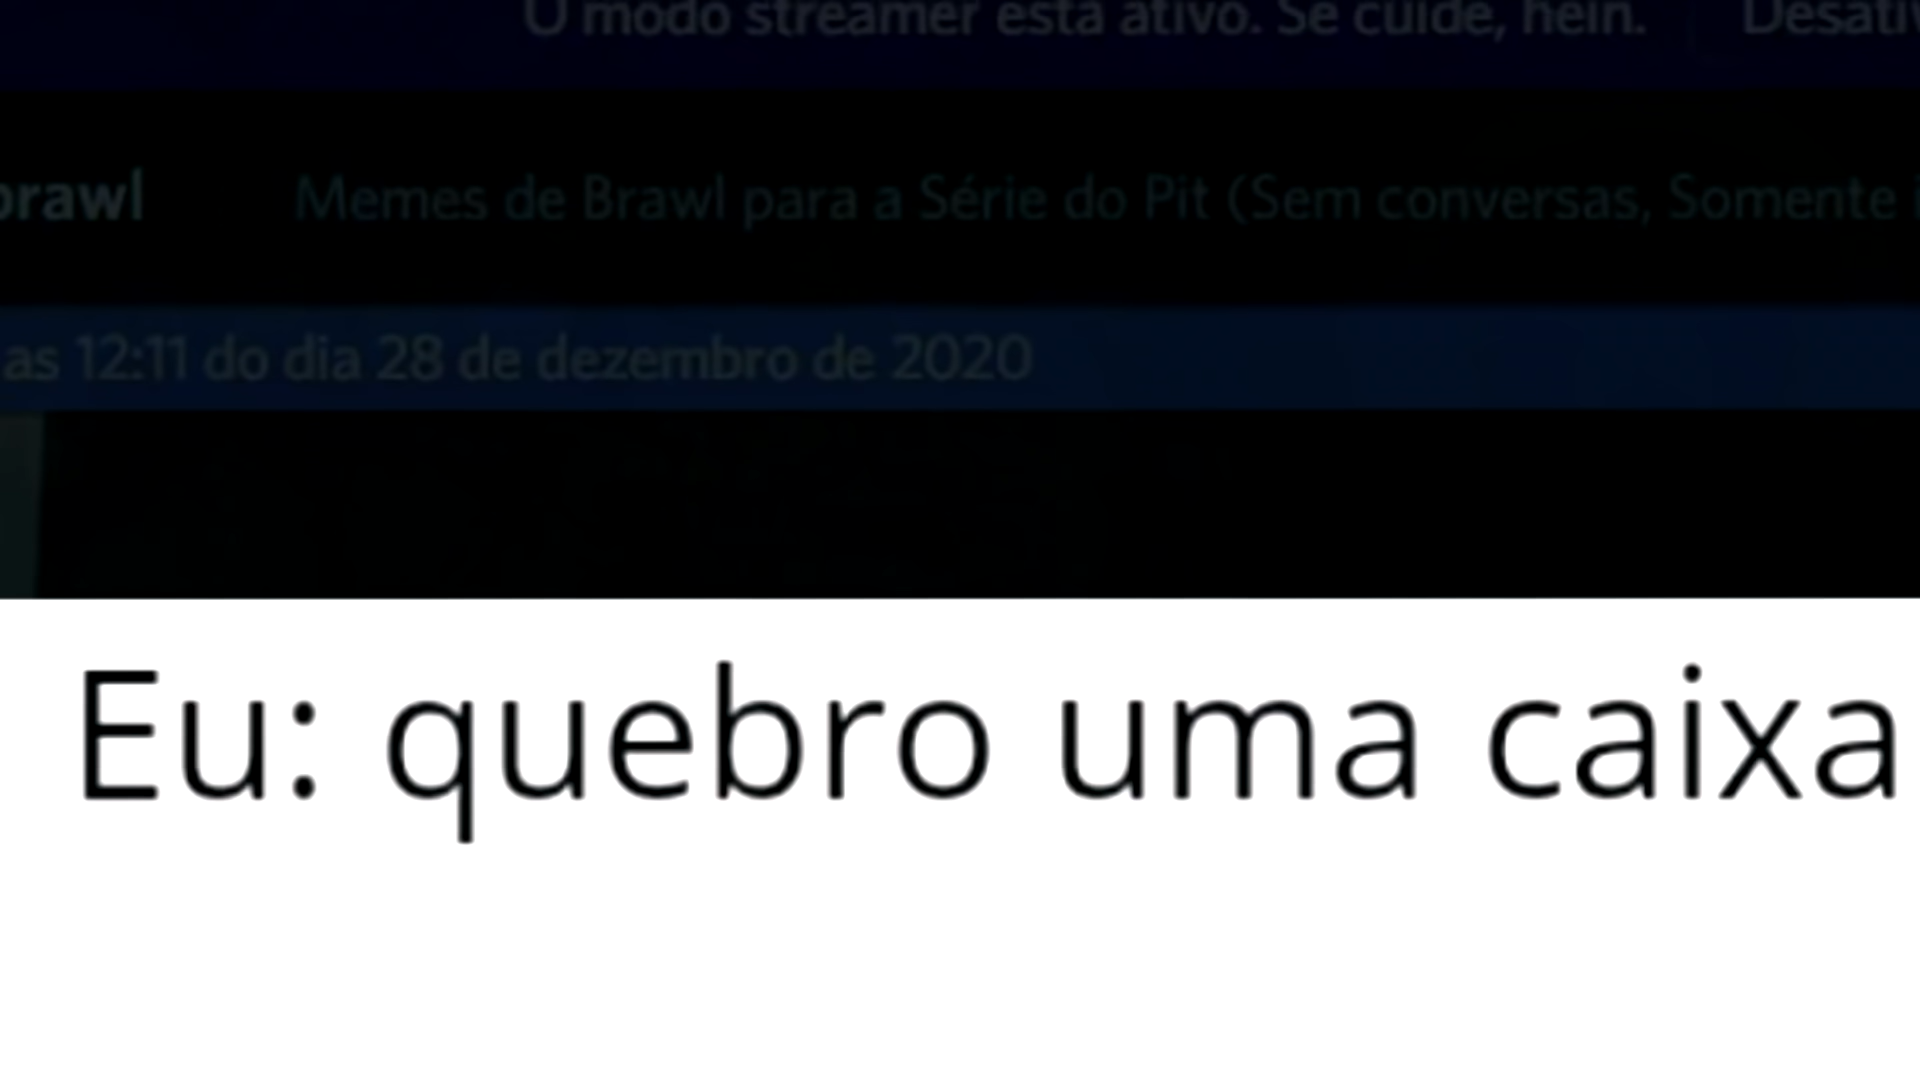 O modo streamer está ativo. Se cuide, hein. Desativ
brawl Memes de Brawl para a Série do Pit (Sem conversas, Somente i
as 12:11 do dia 28 de dezembro de 2020
Eu: quebro uma caixa